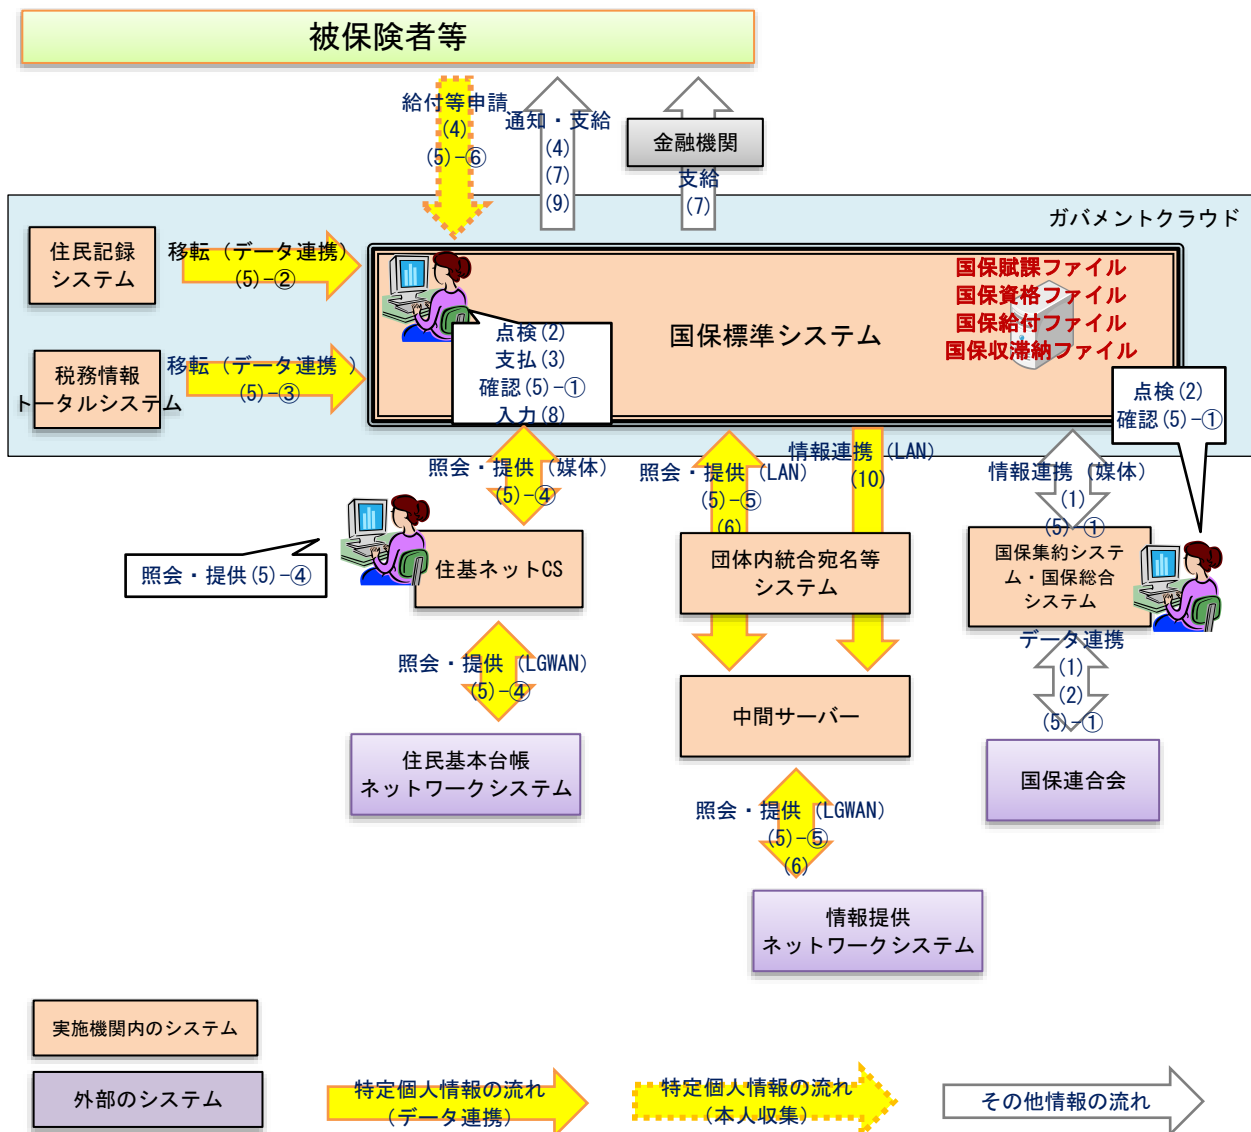 被保険者等
給付等申請
(4)
(5)-⑥
通知・支給
(4)
(7)
(9)
金融機関
支給
(7)
ガバメントクラウド
住民記録
システム
移転（データ連携）
(5)-②
税務情報
トータルシステム
移転（データ連携 ）
(5)-③
国保標準システム
国保賦課ファイル
国保資格ファイル
国保給付ファイル
国保収滞納ファイル
点検(2)
支払(3)
確認(5)-①
入力(8)
点検(2)
確認(5)-①
照会・提供（媒体）
(5)-④
照会・提供（LAN）
(5)-⑤
(6)
情報連携（LAN）
(10)
情報連携（媒体）
(1)
(5)-①
照会・提供(5)-④
住基ネットCS
団体内統合宛名等
システム
国保集約システ
ム・国保総合
システム
照会・提供（LGWAN）
(5)-④
データ連携
(1)
(2)
(5)-①
中間サーバー
住民基本台帳
ネットワークシステム
国保連合会
照会・提供（LGWAN）
(5)-⑤
(6)
情報提供
ネットワークシステム
実施機関内のシステム
外部のシステム
特定個人情報の流れ
（データ連携）
特定個人情報の流れ
（本人収集）
その他情報の流れ